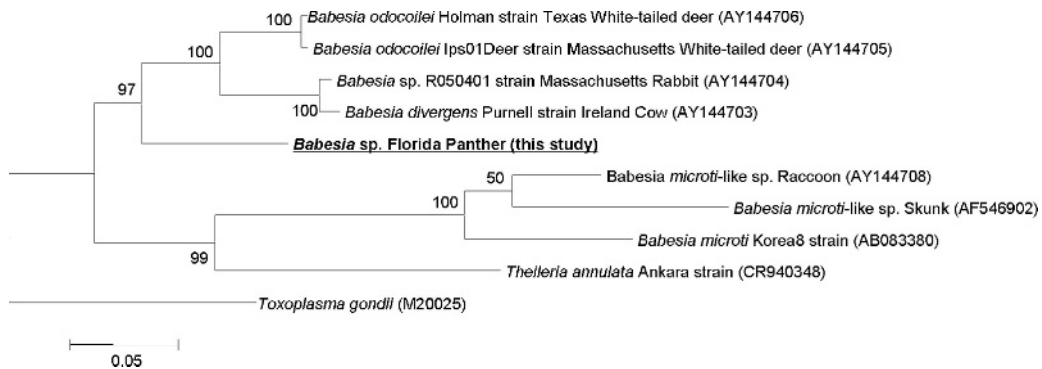 100 Babesia odocoilei Holman strain Texas White-tailed deer (AY144706)
Babesia odocoilei Ips01Deer strain Massachusetts White-tailed deer (AY144705)
100
Babesia sp. R050401 strain Massachusetts Rabbit (AY144704)
97
100 Babesia divergens Purnell strain Ireland Cow (AY144703)
Babesia sp. Florida Panther (this study)
50 Babesia microti-like sp. Raccoon (AY144708)
100 Babesia microti-like sp. Skunk (AF546902)
Babesia microti Korea8 strain (AB083380)
99
Theileria annulata Ankara strain (CR940348)
Toxoplasma gondii (M20025)
0.05